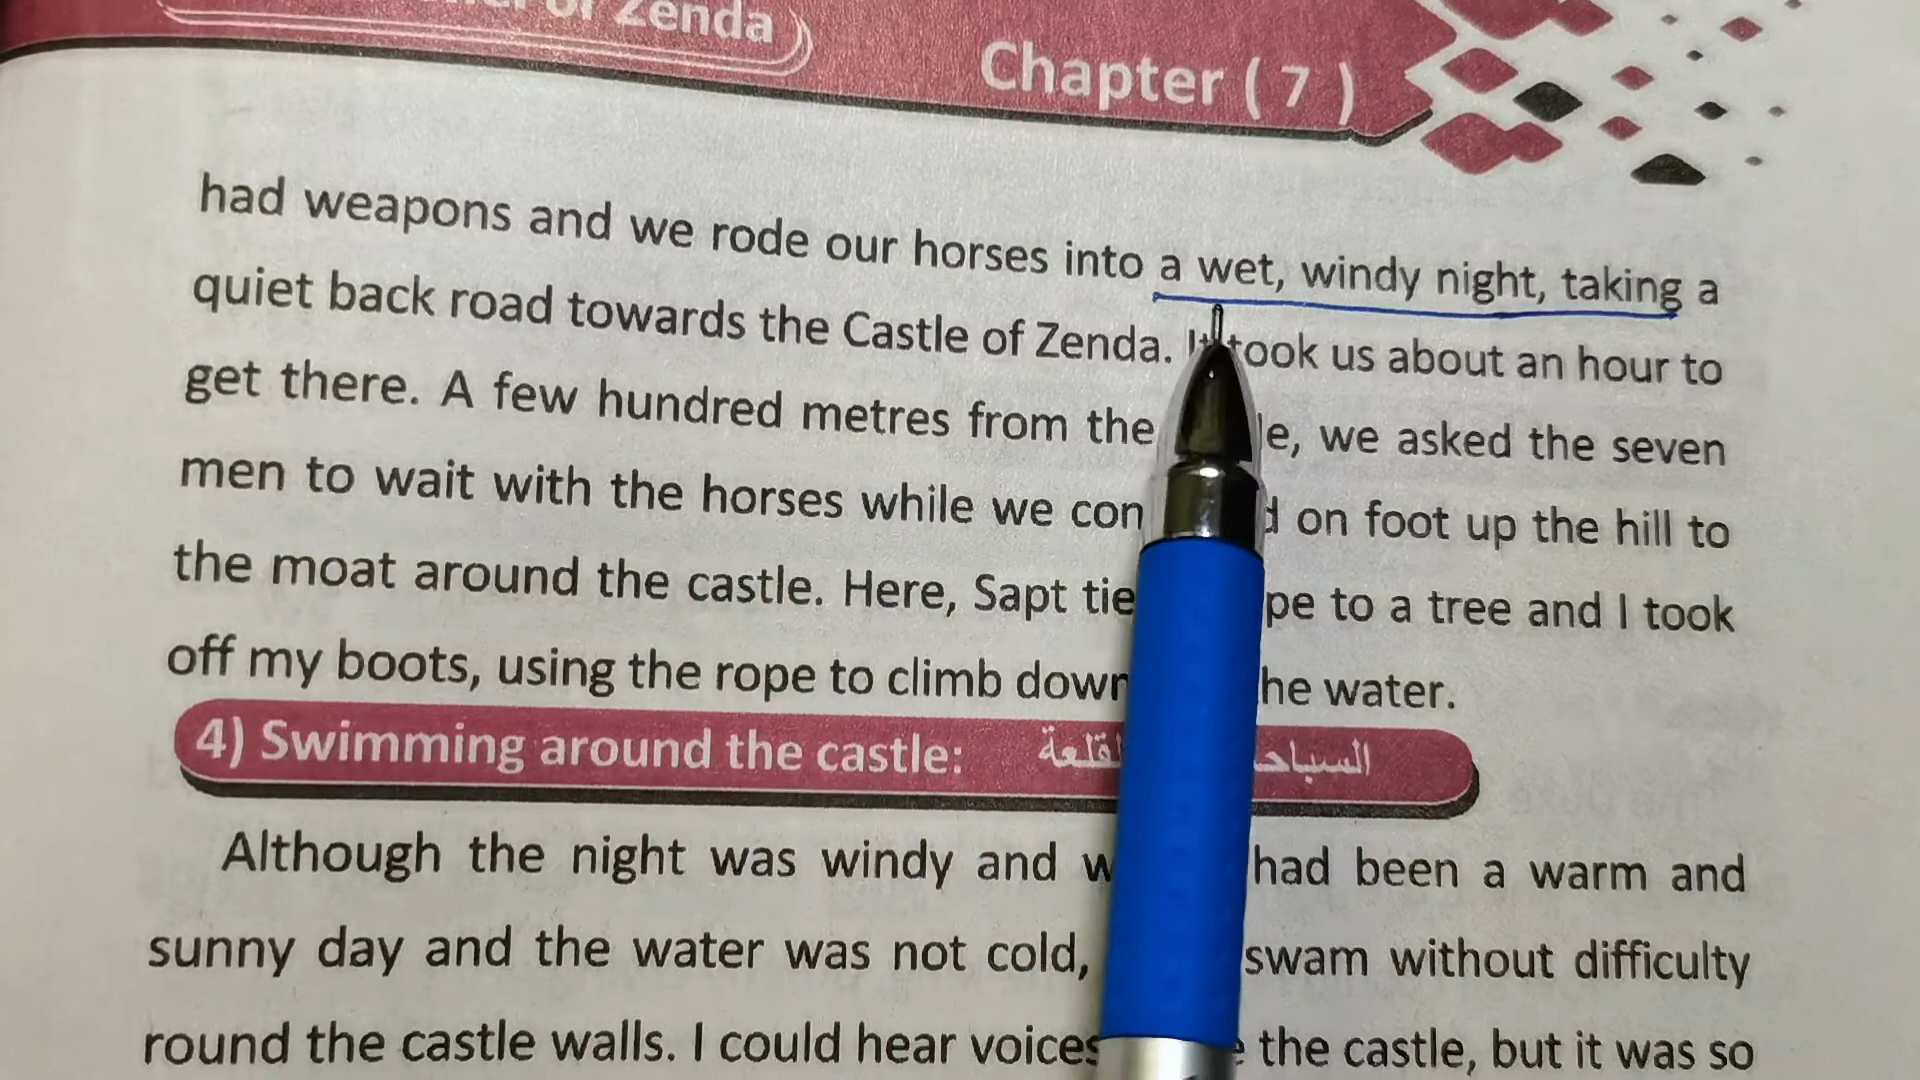 of Zenda
Chapter ( 7 )
had weapons and we rode our horses into a wet, windy night, taking a
quiet back road towards the Castle of Zenda. It took us about an hour to
get there. A few hundred metres from the we asked the seven
men to wait with the horses while we on foot up the hill to
the moat around the castle. Here, Sapt to a tree and I took
off my boots, using the rope to climb down water.
4) Swimming around the castle:
Although the night was windy and had been a warm and
sunny day and the water was not cold, swam without difficulty
round the castle walls. I could hear voices the castle, but it was so